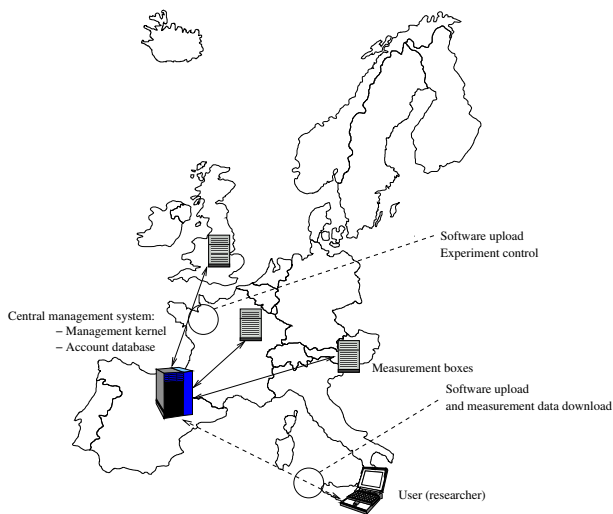 Software upload
Experiment control
Central management system:
− Management kernel
− Account database
Measurement boxes
Software upload
and measurement data download
User (researcher)